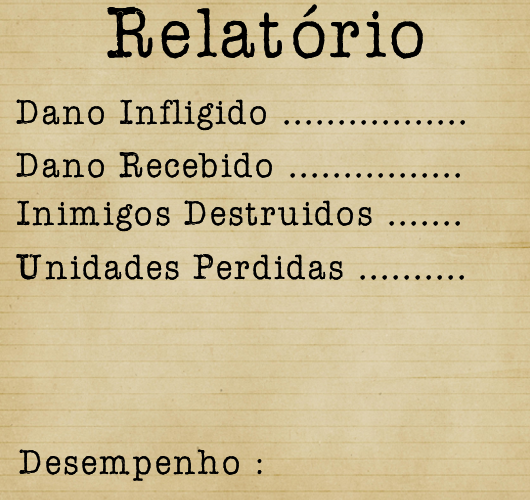 Relatório
Dano Infligido .................
Dano Recebido ................
Inimigos Destruidos .......
Unidades Perdidas ..........
Desempenho :